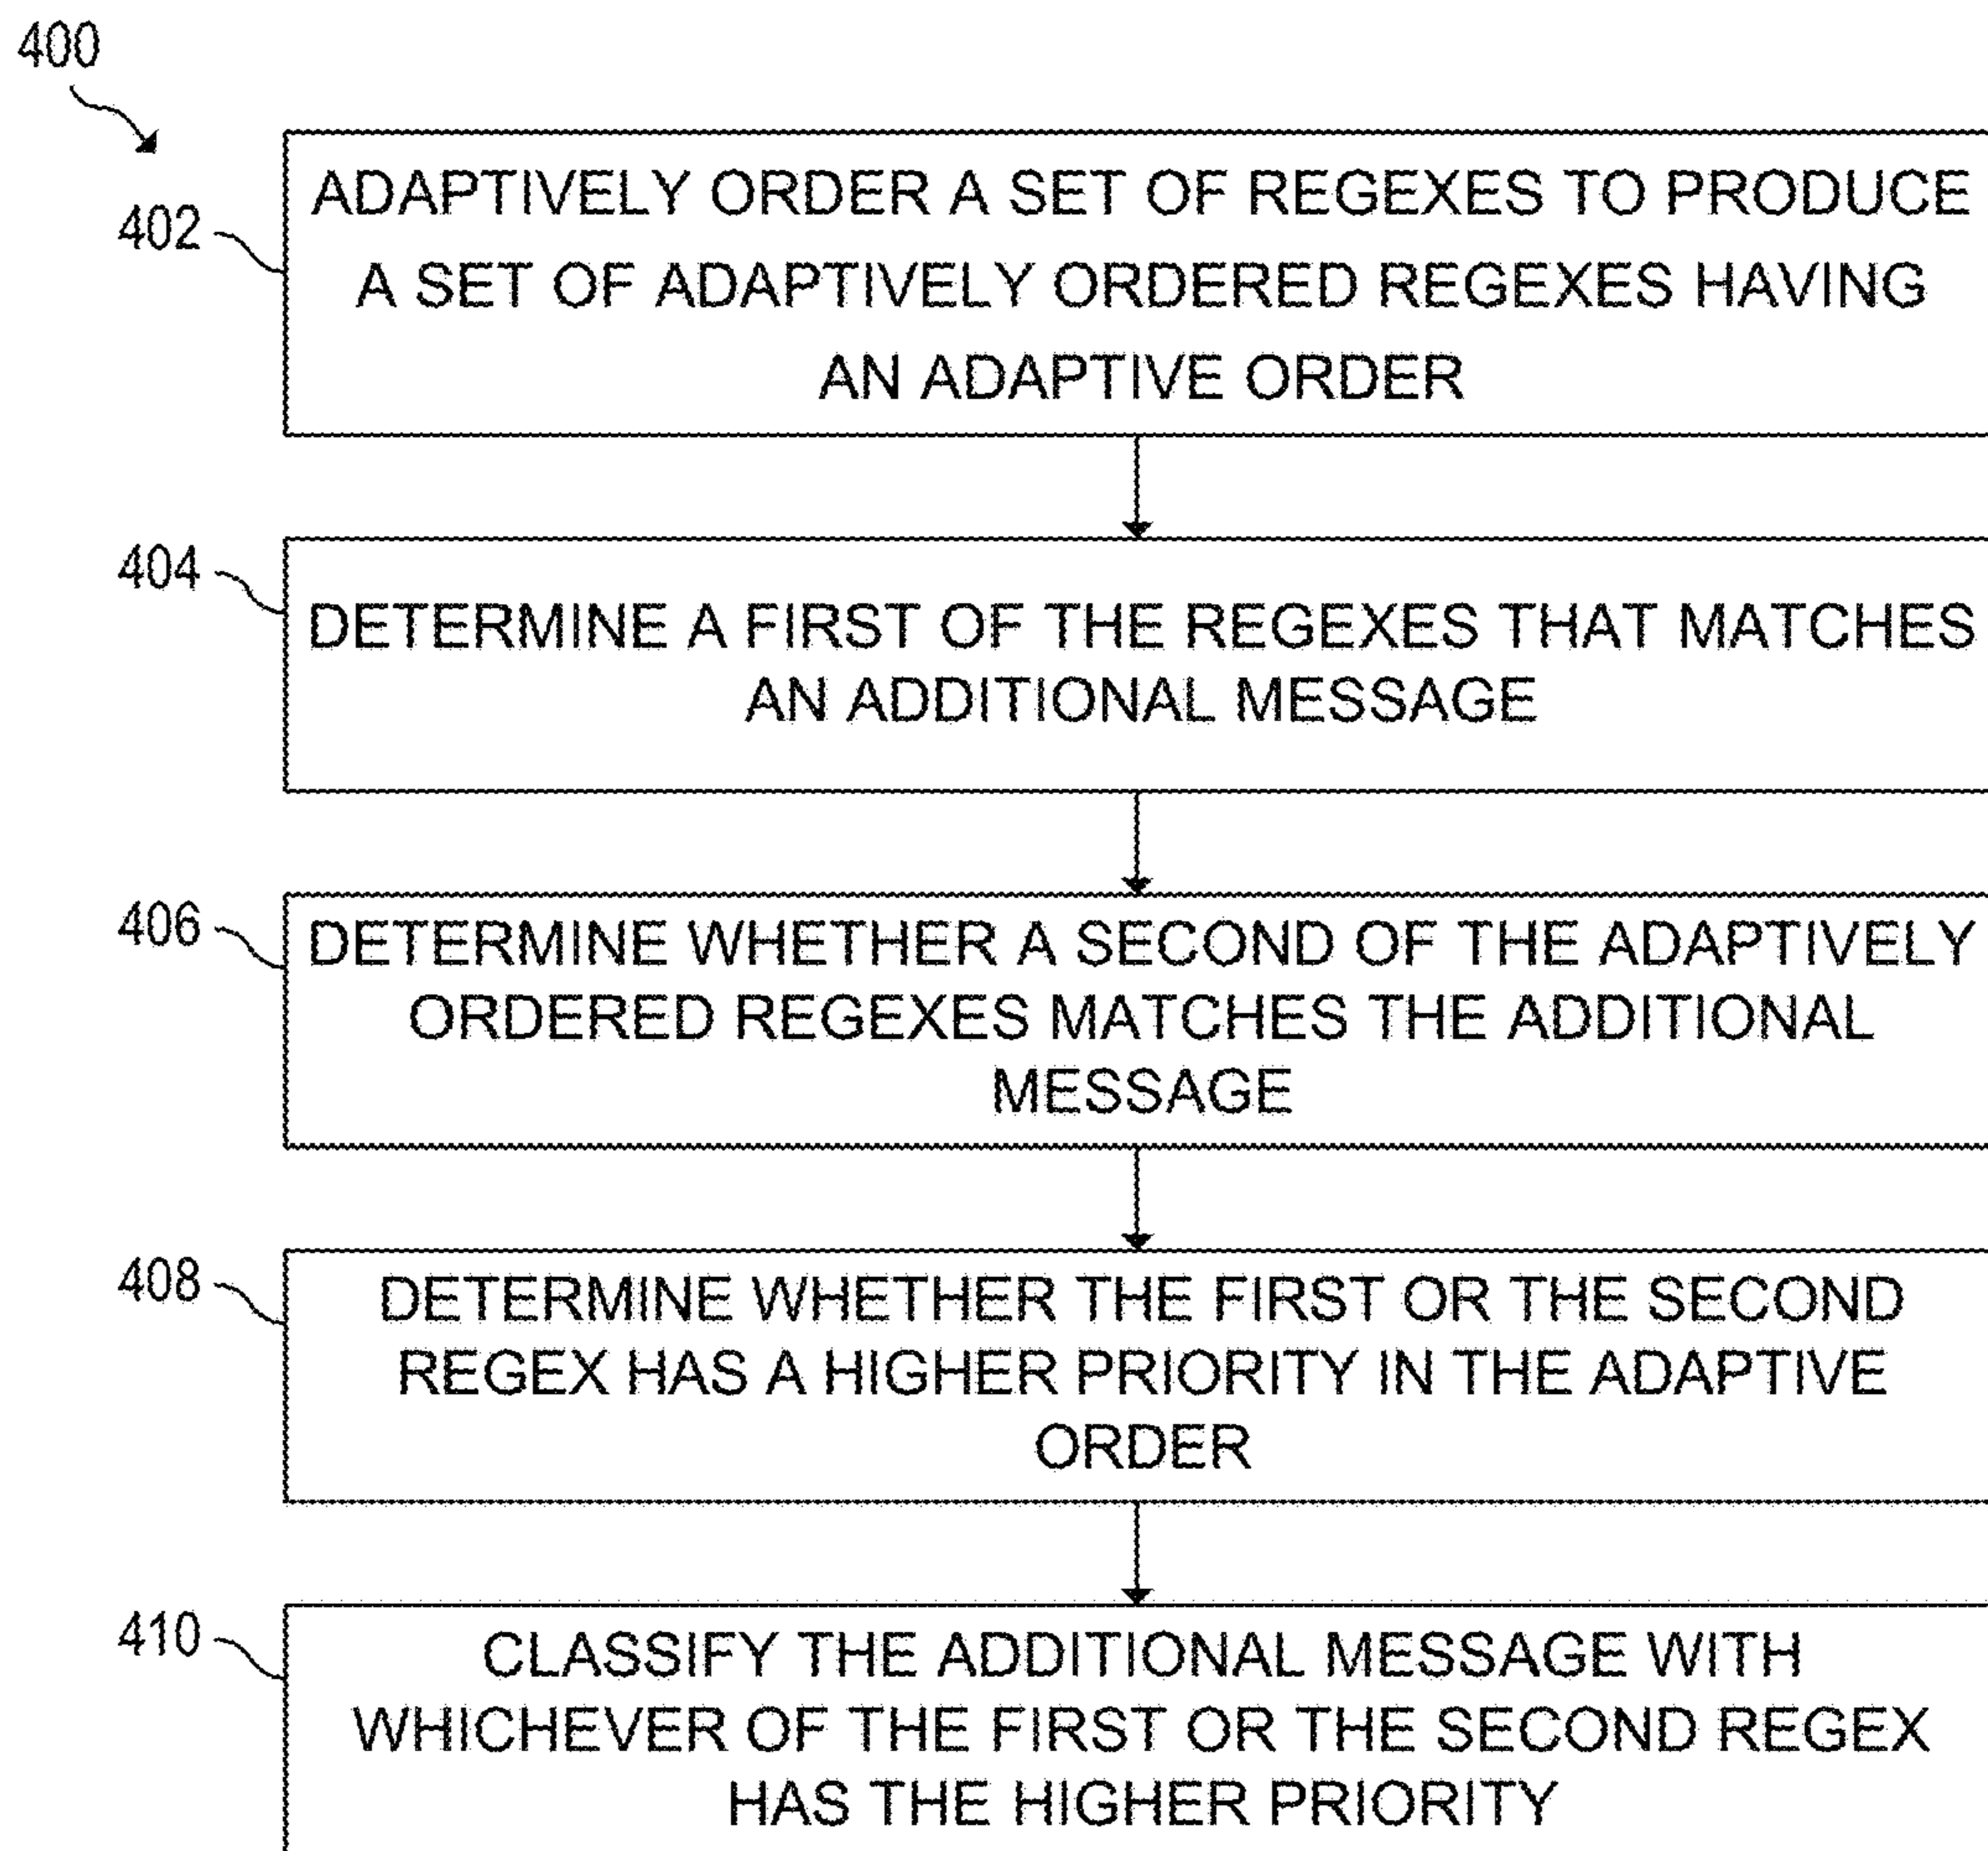 400
402
ADAPTIVELY ORDER A SET OF REGEXES TO PRODUCE
A SET OF ADAPTIVELY ORDERED REGEXES HAVING
AN ADAPTIVE ORDER
404
DETERMINE A FIRST OF THE REGEXES THAT MATCHES
AN ADDITIONAL MESSAGE
406
DETERMINE WHETHER A SECOND OF THE ADAPTIVELY
ORDERED REGEXES MATCHES THE ADDITIONAL
MESSAGE
408
DETERMINE WHETHER THE FIRST OR THE SECOND
REGEX HAS A HIGHER PRIORITY IN THE ADAPTIVE
ORDER
410
CLASSIFY THE ADDITIONAL MESSAGE WITH
WHICHEVER OF THE FIRST OR THE SECOND REGEX
HAS THE HIGHER PRIORITY